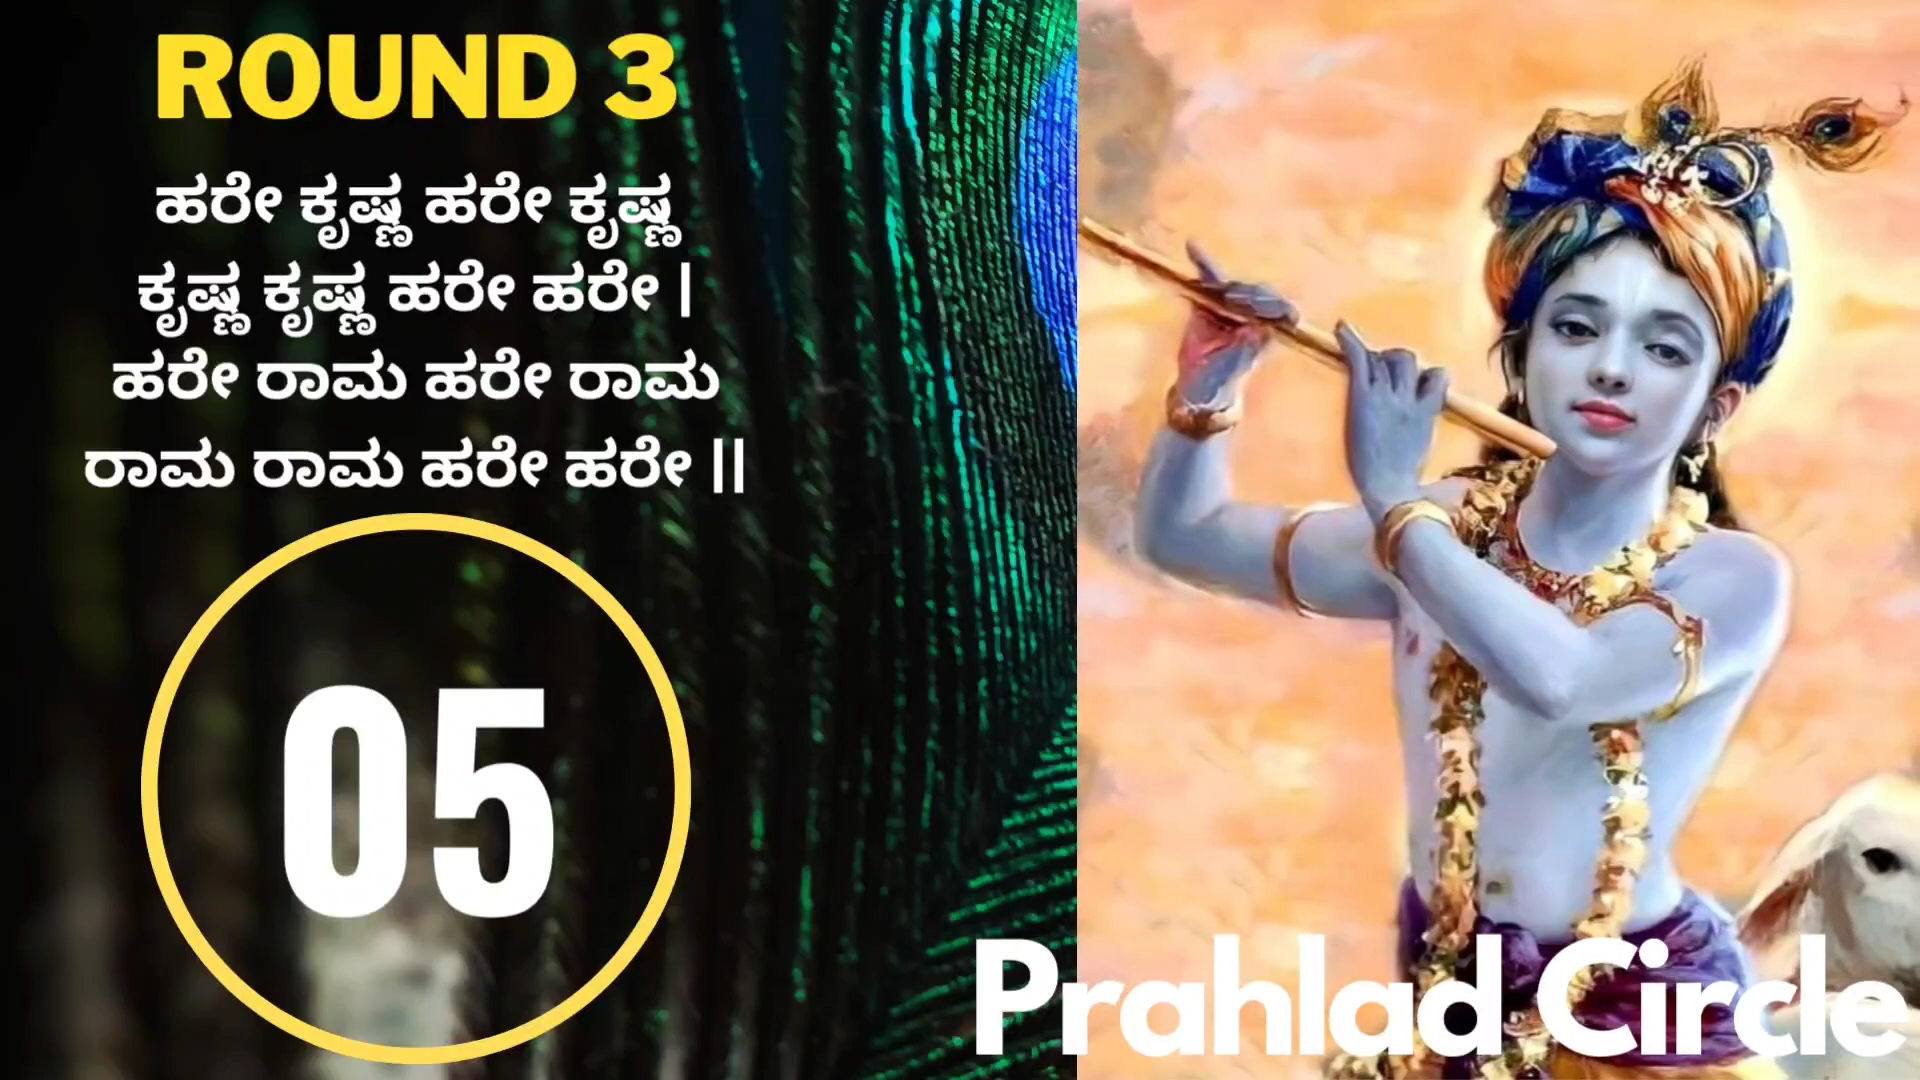 ROUND 3
ಹರೇ ಕೃಷ್ಣ ಹರೇ ಕೃಷ್ಣ
ಕೃಷ್ಣ ಕೃಷ್ಣ ಹರೇ ಹರೇ |
ಹರೇ ರಾಮ ಹರೇ ರಾಮ
ರಾಮ ರಾಮ ಹರೇ ಹರೇ ||
05
Prahlad Circle